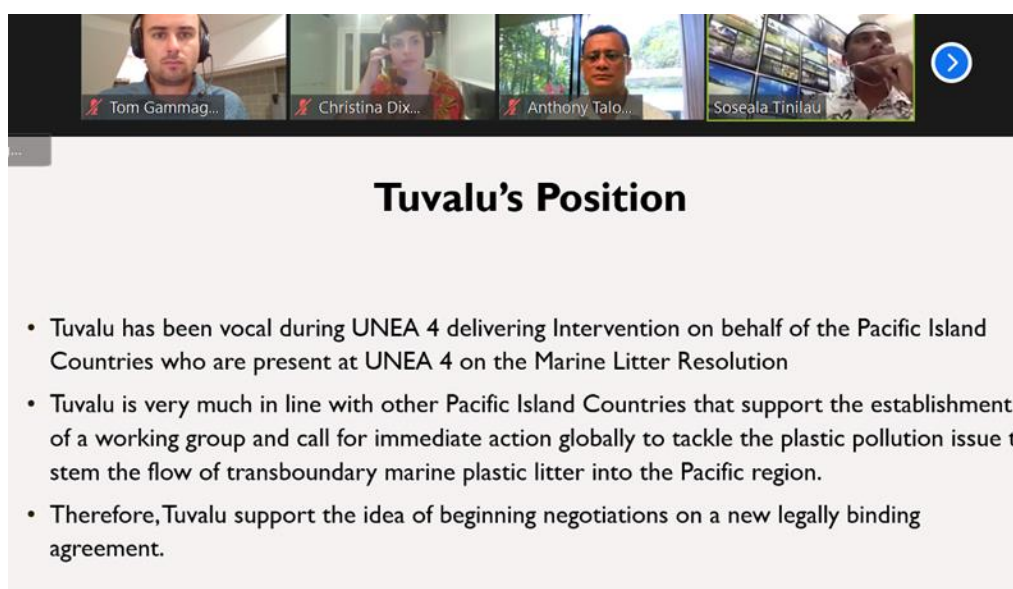 Tom Gammag...
Christina Dix...
Anthony Talo...
Soseala Tinilau
Tuvalu's Position
• Tuvalu has been vocal during UNEA 4 delivering Intervention on behalf of the Pacific Island
Countries who are present at UNEA 4 on the Marine Litter Resolution
• Tuvalu is very much in line with other Pacific Island Countries that support the establishment
of a working group and call for immediate action globally to tackle the plastic pollution issue t
stem the flow of transboundary marine plastic litter into the Pacific region.
• Therefore, Tuvalu support the idea of beginning negotiations on a new legally binding
agreement.